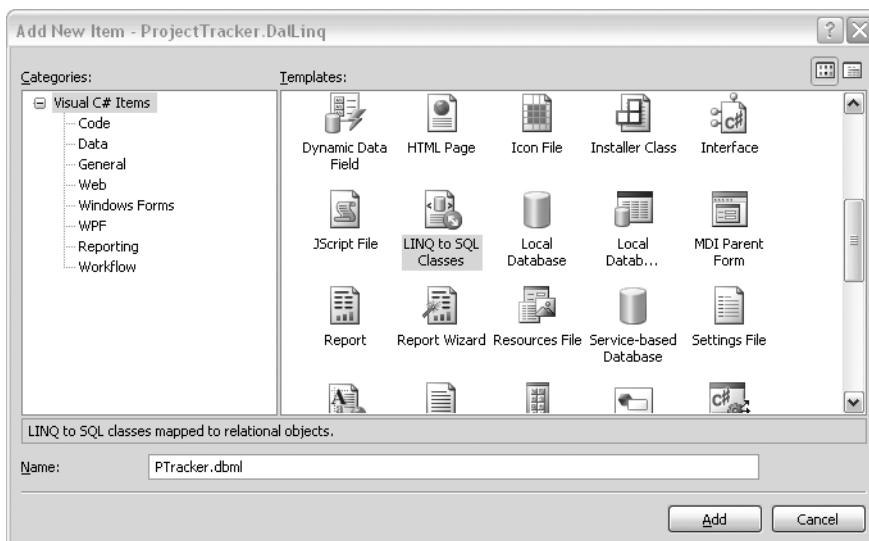 Add New Item - ProjectTracker.DalLinq
Categories:
Templates:
Visual C# Items
Code
Data
General
Web
Windows Forms
WPF
Reporting
Workflow
Dynamic Data
Field
HTML Page
Icon File
Installer Class
Interface
JScript File
LINQ to SQL
Classes
Local
Database
Local
Datab...
MDI Parent
Form
Report
Report Wizard
Resources File
Service-based
Database
Settings File
LINQ to SQL classes mapped to relational objects.
Name:
PTracker.dbml
Add
Cancel